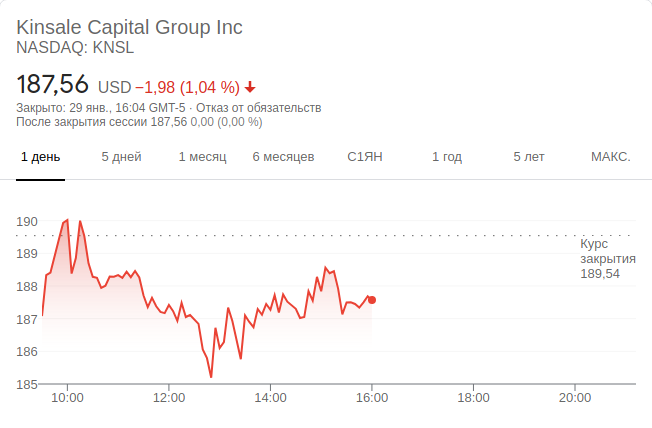 Kinsale Capital Group Inc
NASDAQ: KNSL
187,56 USD −1,98 (1,04 %)
Закрыто: 29 янв., 16:04 GMT-5 · Отказ от обязательств
После закрытия сессии 187,56 0,00 (0,00 %)
1 день 5 дней 1 месяц 6 месяцев С1ЯН 1 год 5 лет МАКС.
190
Курс
закрытия
189,54
189
188
187
186
185
10:00 12:00 14:00 16:00 18:00 20:00